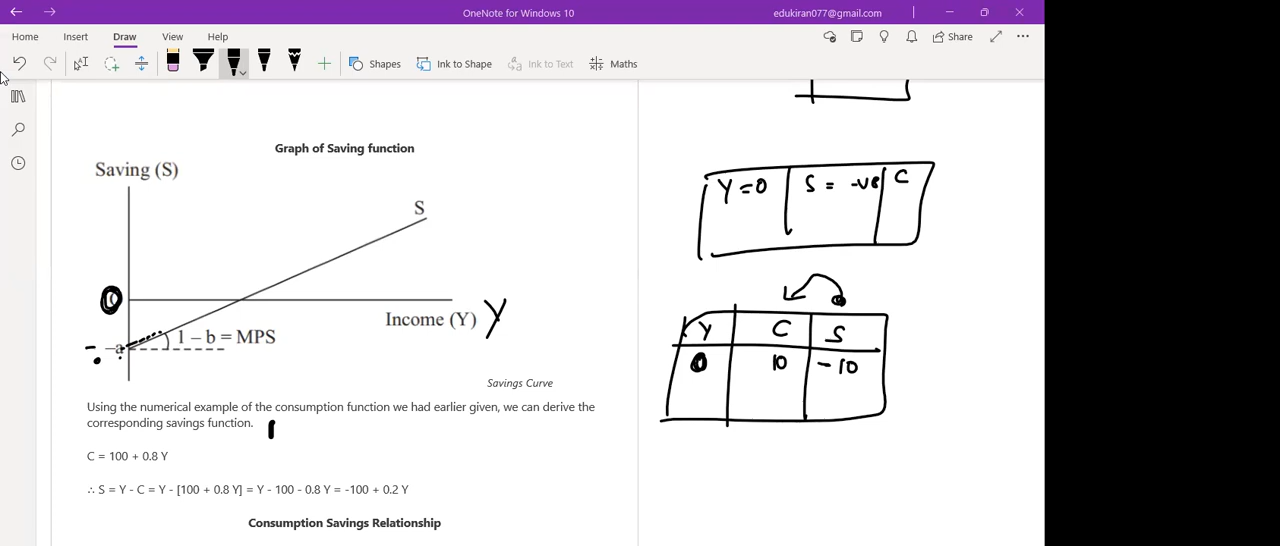 OneNote for Windows 10
edukiran077@gmail.com
Home Insert Draw View Help
Share
Shapes Ink to Shape Ink to Text Maths
Graph of Saving function
Saving (S)
S
0
Income (Y) Y
-a
1 – b = MPS
Savings Curve
Using the numerical example of the consumption function we had earlier given, we can derive the
corresponding savings function.
C = 100 + 0.8 Y
∴ S = Y - C = Y - [100 + 0.8 Y] = Y - 100 - 0.8 Y = -100 + 0.2 Y
Consumption Savings Relationship
Y = 0 S = -ve C
Y C S
0 10 -10